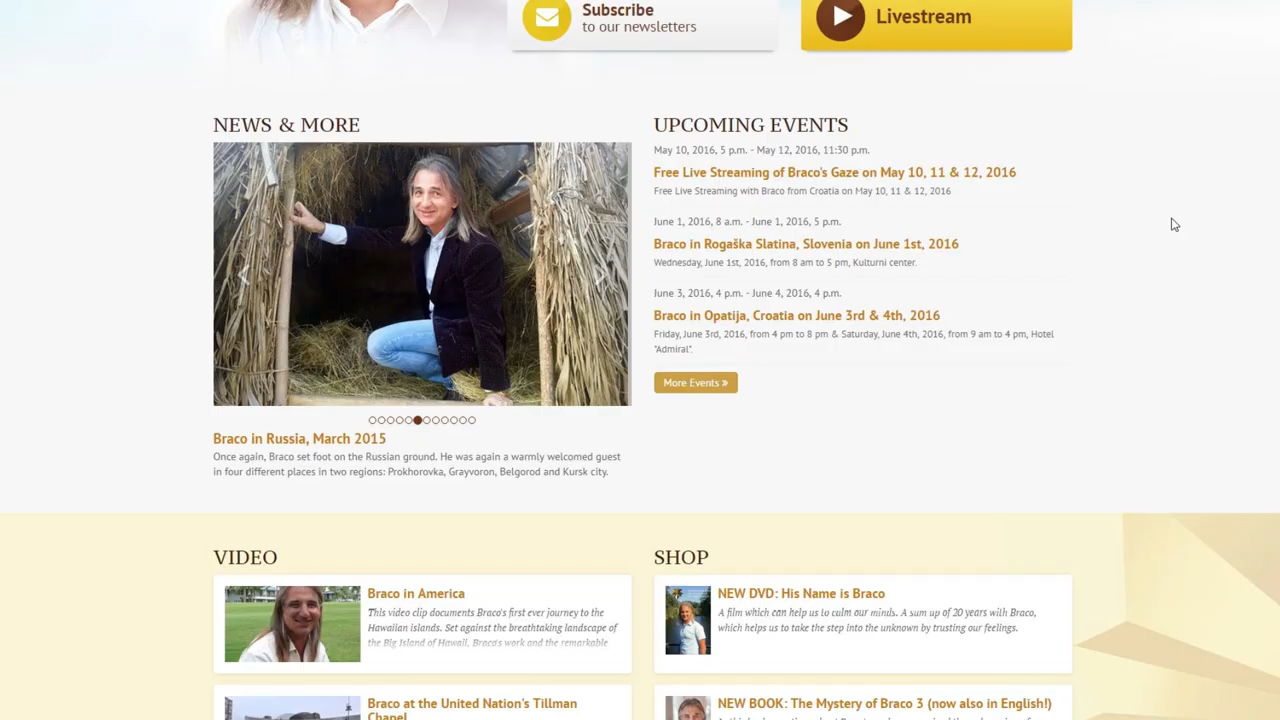 Subscribe
to our newsletters
Livestream
NEWS & MORE
Braco in Russia, March 2015
Once again, Braco set foot on the Russian ground. He was again a warmly welcomed guest
in four different places in two regions: Prokhorovka, Grayvoron, Belgorod and Kursk city.
UPCOMING EVENTS
May 10, 2016, 5 p.m. - May 12, 2016, 11:30 p.m.
Free Live Streaming of Braco's Gaze on May 10, 11 & 12, 2016
Free Live Streaming with Braco from Croatia on May 10, 11 & 12, 2016
June 1, 2016, 8 a.m. - June 1, 2016, 5 p.m.
Braco in Rogaška Slatina, Slovenia on June 1st, 2016
Wednesday, June 1st, 2016, from 8 am to 5 pm, Kulturni center.
June 3, 2016, 4 p.m. - June 4, 2016, 4 p.m.
Braco in Opatija, Croatia on June 3rd & 4th, 2016
Friday, June 3rd, 2016, from 4 pm to 8 pm & Saturday, June 4th, 2016, from 9 am to 4 pm, Hotel
"Admiral".
More Events »
VIDEO
Braco in America
This video clip documents Braco's first ever journey to the
Hawaiian islands. Set against the breathtaking landscape of
the Big Island of Hawaii, Braco's work and the remarkable
Braco at the United Nation's Tillman
Chapel
SHOP
NEW DVD: His Name is Braco
A film which can help us to calm our minds. A sum up of 20 years with Braco,
which helps us to take the step into the unknown by trusting our feelings.
NEW BOOK: The Mystery of Braco 3 (now also in English!)